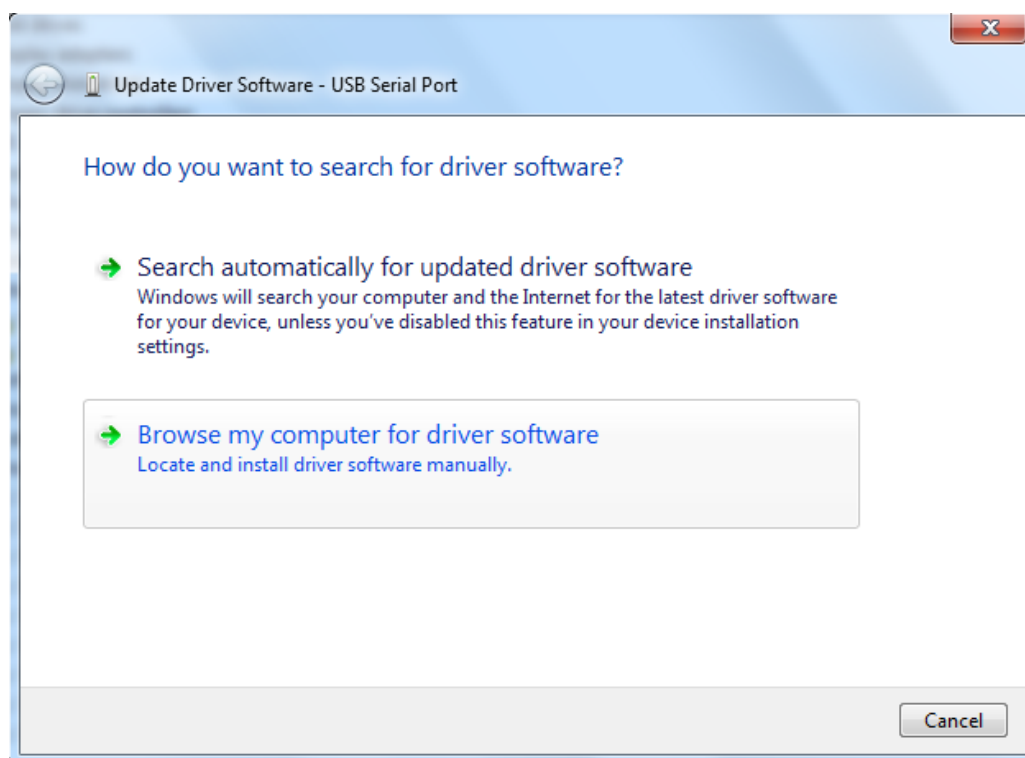 X
Update Driver Software - USB Serial Port
How do you want to search for driver software?
Search automatically for updated driver software
Windows will search your computer and the Internet for the latest driver software
for your device, unless you've disabled this feature in your device installation
settings.
Browse my computer for driver software
Locate and install driver software manually.
Cancel